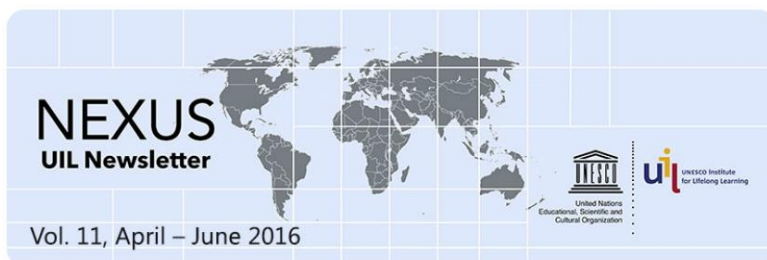 NEXUS
UIL Newsletter
Vol. 11, April – June 2016
UNESCO
United Nations
Educational, Scientific and
Cultural Organization
uil
UNESCO Institute
for Lifelong Learning